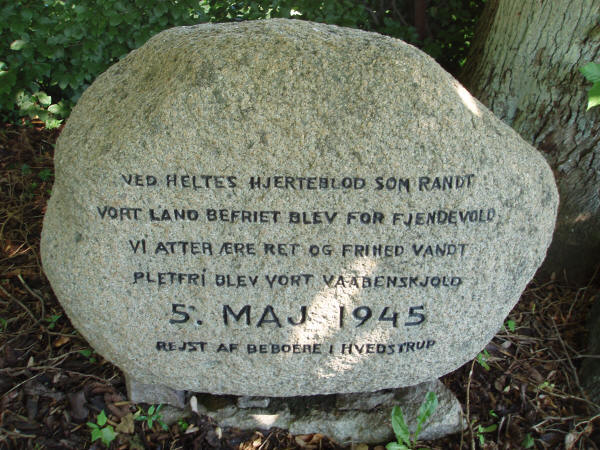 VED HELTES HJERTEBLOD SOM RANDT
VORT LAND BEFRIET BLEV FOR FJENDEVOLD
VI ATTER ÆRE RET OG FRIHED VANDT
PLETFRI BLEV VORT VAABENSKJOLD
5. MAJ 1945
REJST AF BEBOERE I HVEDSTRUP